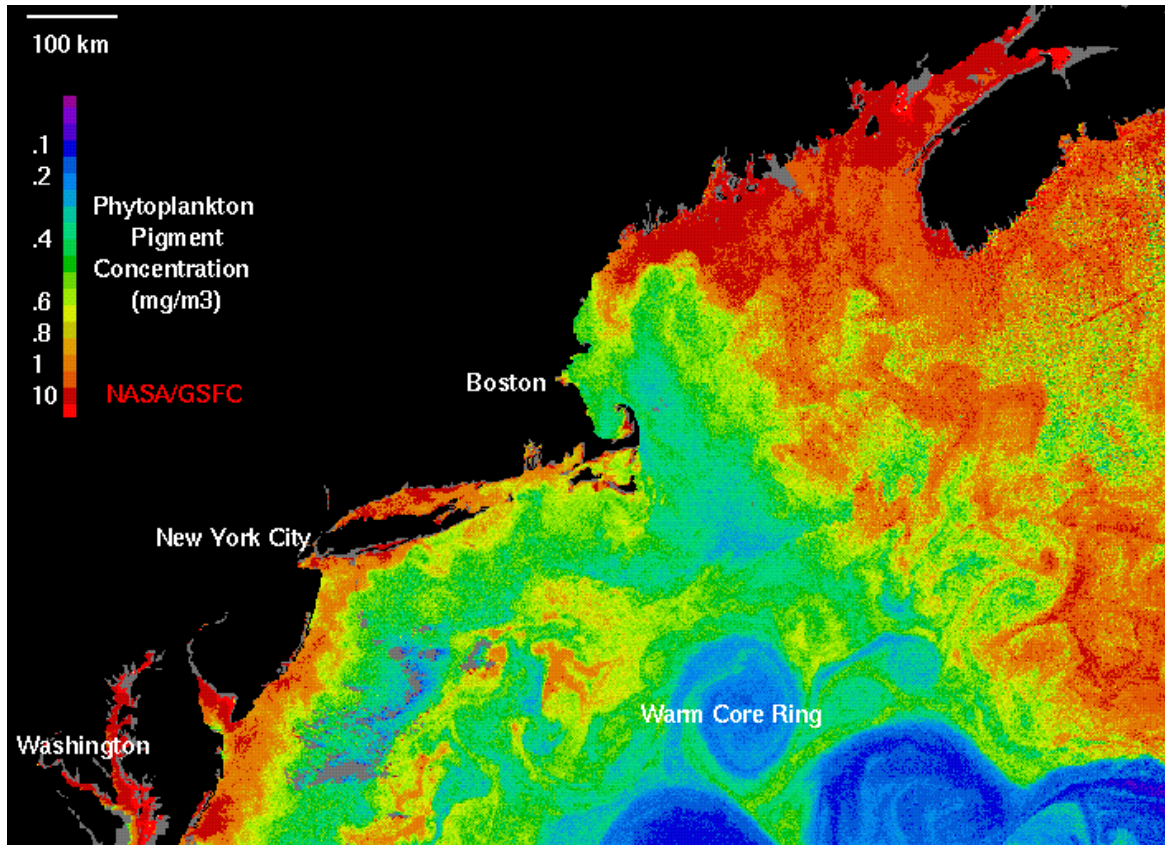 100 km
.1
.2
Phytoplankton
Pigment
.4
Concentration
(mg/m3)
.6
.8
1
10
NASA/GSFC
Boston
New York City
Warm Core Ring
Washington